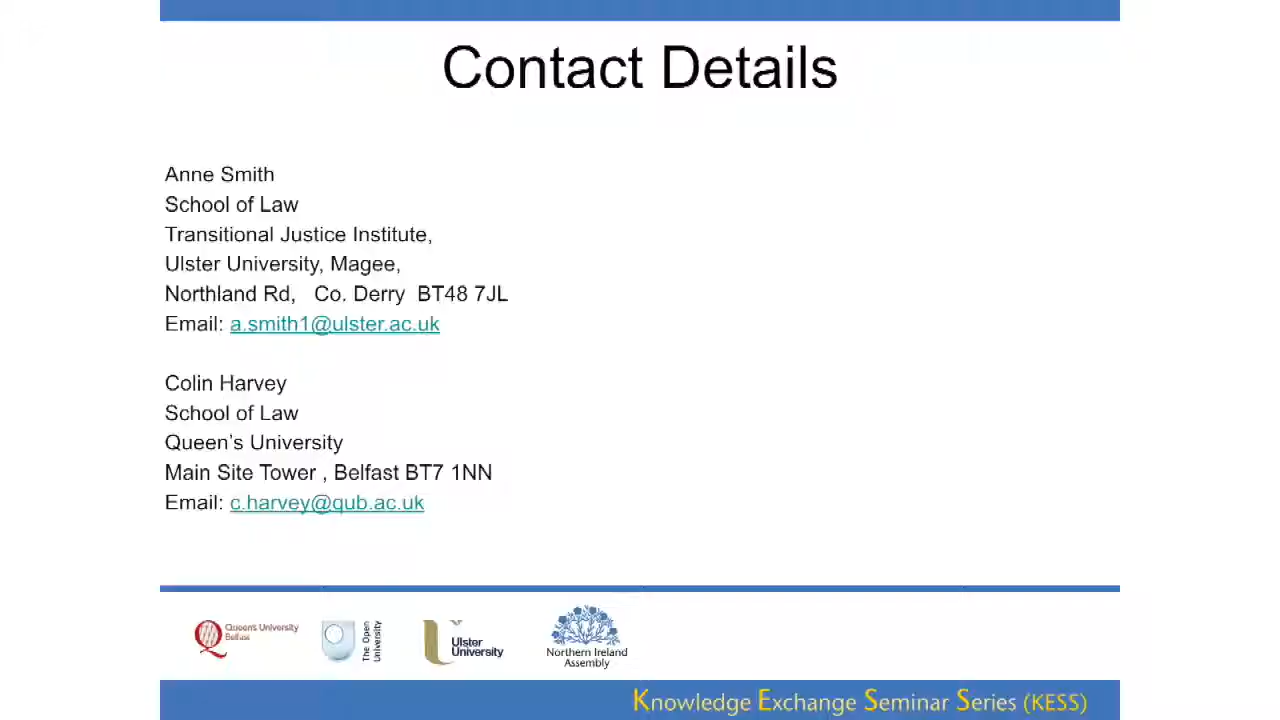 Contact Details
Anne Smith
School of Law
Transitional Justice Institute,
Ulster University, Magee,
Northland Rd,   Co. Derry  BT48 7JL
Email: a.smith1@ulster.ac.uk
Colin Harvey
School of Law
Queen’s University
Main Site Tower , Belfast BT7 1NN
Email: c.harvey@qub.ac.uk
Queen's University
Belfast
The Open
University
Ulster
University
Northern Ireland
Assembly
Knowledge Exchange Seminar Series (KESS)